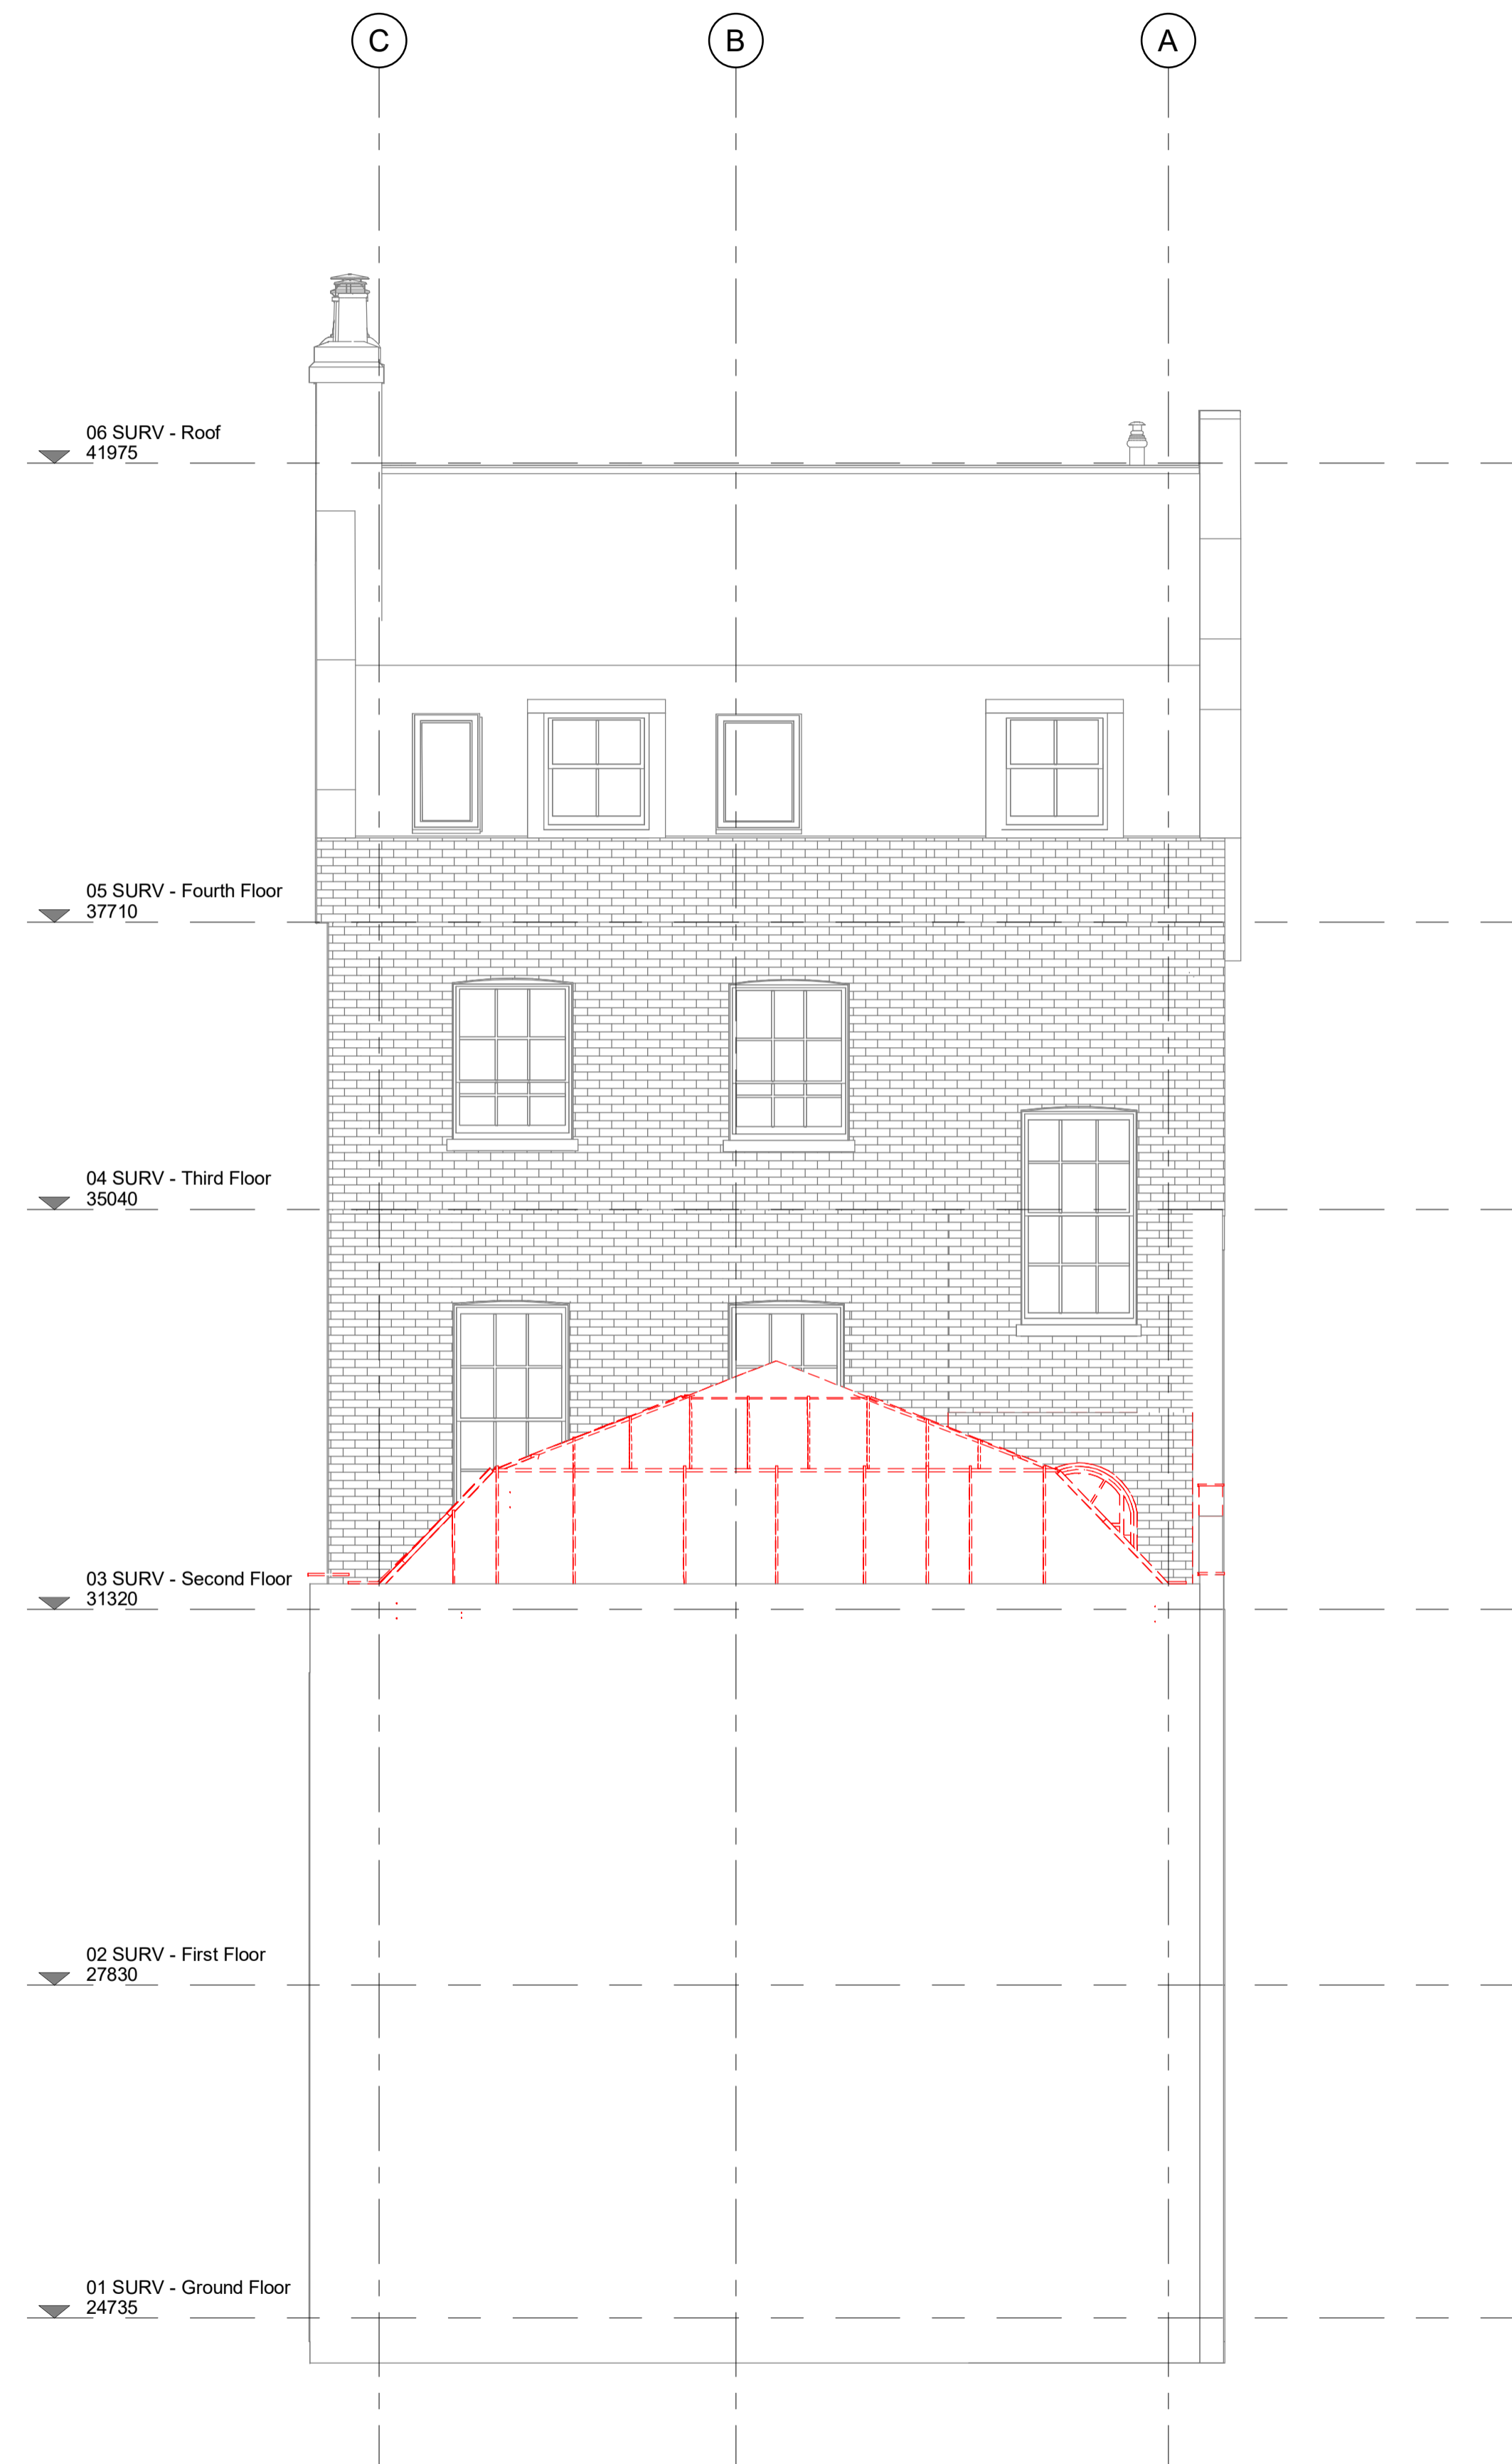 C B A
06 SURV - Roof
41975
05 SURV - Fourth Floor
37710
04 SURV - Third Floor
35040
03 SURV - Second Floor
31320
02 SURV - First Floor
27830
01 SURV - Ground Floor
24735